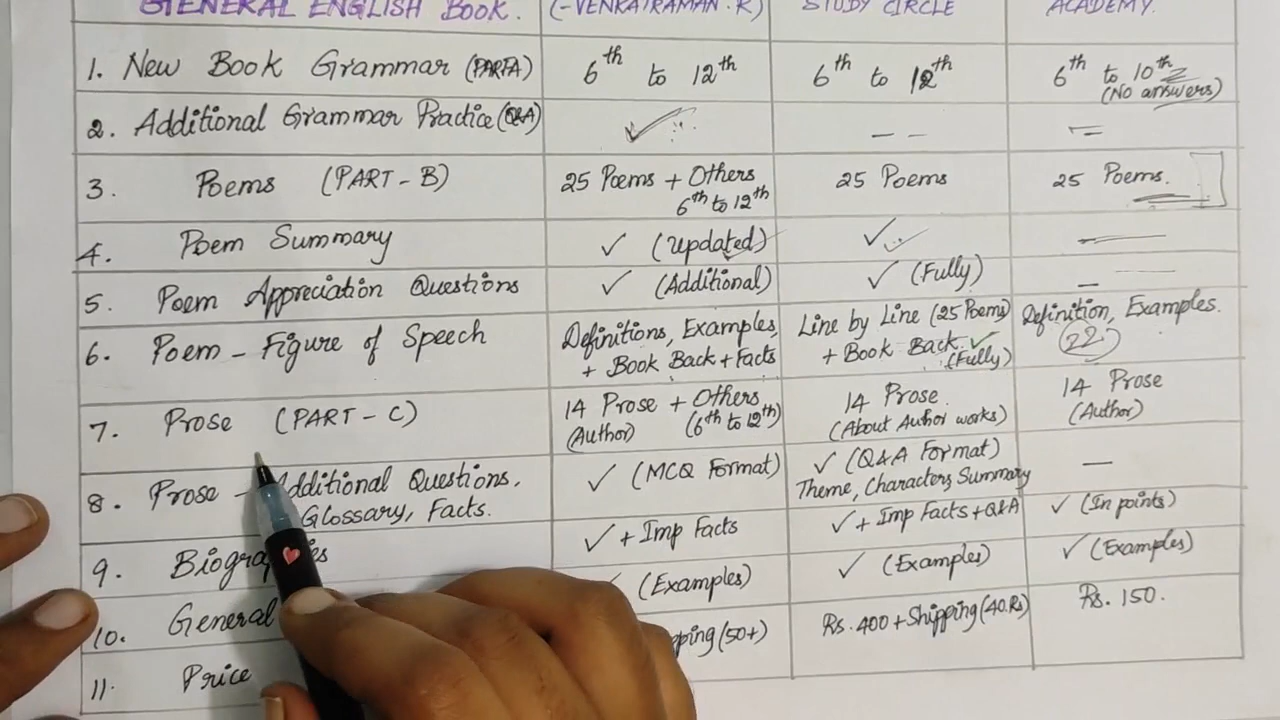 GENERAL ENGLISH BOOK. (-VENKATRAMAN.R) STUDY CIRCLE ACADEMY.
1. New Book Grammar (PART A) 6th to 12th 6th to 12th 6th to 10th
(No answers)
2. Additional Grammar Practice (Q&A) ✓ -- =
3. Poems (PART-B) 25 Poems + Others 25 Poems 25 Poems.
6th to 12th
4. Poem Summary ✓ (Updated) ✓ —
5. Poem Appreciation Questions ✓ (Additional) ✓ (Fully) —
6. Poem - Figure of Speech Definitions, Examples, Line by Line (25 Poems) Definition, Examples.
+ Book Back + Facts + Book Back ✓ (Fully) 22
7. Prose (PART-C) 14 Prose + Others 14 Prose. 14 Prose
(Author) (6th to 12th) (About Author works) (Author)
8. Prose - Additional Questions, ✓ (MCQ Format) ✓ (Q&A Format) —
Glossary, Facts. Theme, Characters Summary
9. Biographies ✓ + Imp Facts ✓ + Imp Facts + Q&A ✓ (In points)
10. General (Examples) ✓ (Examples) ✓ (Examples)
11. Price (50+) Rs. 400 + Shipping (40.Rs) Rs. 150.